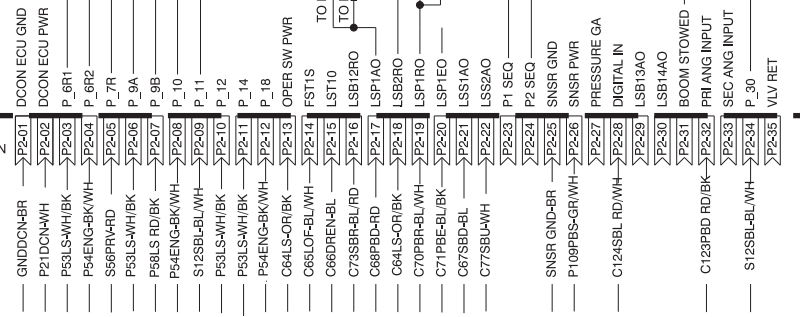 TO
TO
DCON ECU GND
DCON ECU PWR
P_6R1
P_6R2
P_7R
P_9A
P_9B
P_10
P_11
P_12
P_14
P_18
OPER SW PWR
FST1S
LST10
LSB12RO
LSP1AO
LSB2RO
LSP1RO
LSP1EO
LSS1AO
LSS2AO
P1 SEQ
P2 SEQ
SNSR GND
SNSR PWR
PRESSURE GA
DIGITAL IN
LSB13AO
LSB14AO
BOOM STOWED
PRI ANG INPUT
SEC ANG INPUT
P_30
VLV RET
P2-01
P2-02
P2-03
P2-04
P2-05
P2-06
P2-07
P2-08
P2-09
P2-10
P2-11
P2-12
P2-13
P2-14
P2-15
P2-16
P2-17
P2-18
P2-19
P2-20
P2-21
P2-22
P2-23
P2-24
P2-25
P2-26
P2-27
P2-28
P2-29
P2-30
P2-31
P2-32
P2-33
P2-34
P2-35
GNDDCN-BR
P21DCN-WH
P53LS-WH/BK
P54ENG-BK/WH
S56PRV-RD
P53LS-WH/BK
P58LS RD/BK
P54ENG-BK/WH
S12SBL-BL/WH
P53LS-WH/BK
P53LS-WH/BK
P54ENG-BK/WH
C64LS-OR/BK
C65LOF-BL/WH
C66DREN-BL
C73SBR-BL/RD
C68PBD-RD
C64LS-OR/BK
C70PBR-BL/WH
C71PBE-BL/BK
C67SBD-BL
C77SBU-WH
SNSR GND-BR
P109PBS-GR/WH
C124SBL RD/WH
C123PBD RD/BK
S12SBL-BL/WH